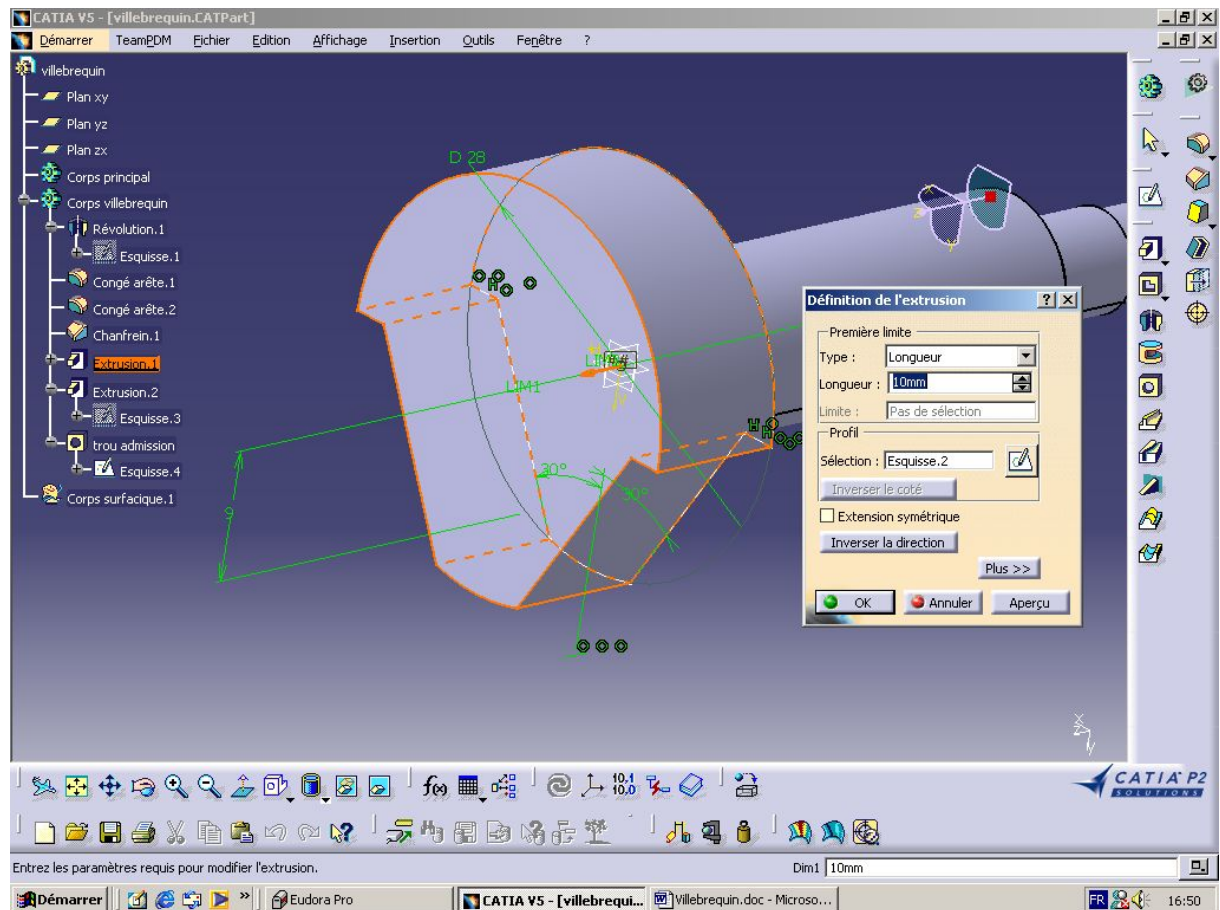 CATIA V5 - [villebrequin.CATPart]
Démarrer TeamPDM Fichier Edition Affichage Insertion Outils Fenêtre ?
villebrequin
Plan xy
Plan yz
Plan zx
Corps principal
Corps villebrequin
Révolution.1
Esquisse.1
Congé arête.1
Congé arête.2
Chanfrein.1
Extrusion.1
Extrusion.2
Esquisse.3
trou admission
Esquisse.4
Corps surfacique.1
D 28
H
LIM1
H
30°
30°
9
x
z
y
Définition de l'extrusion
Première limite
Type : Longueur
Longueur : 10mm
Limite : Pas de sélection
Profil
Sélection : Esquisse.2
Inverser le coté
Extension symétrique
Inverser la direction
Plus >>
OK Annuler Aperçu
x
z
y
f(x)
10,1
10,0
CATIA P2
SOLUTIONS
Entrez les paramètres requis pour modifier l'extrusion.
Dim1 10mm
Démarrer
»
Eudora Pro
CATIA V5 - [villebrequi...
Villebrequin.doc - Microso...
FR
16:50